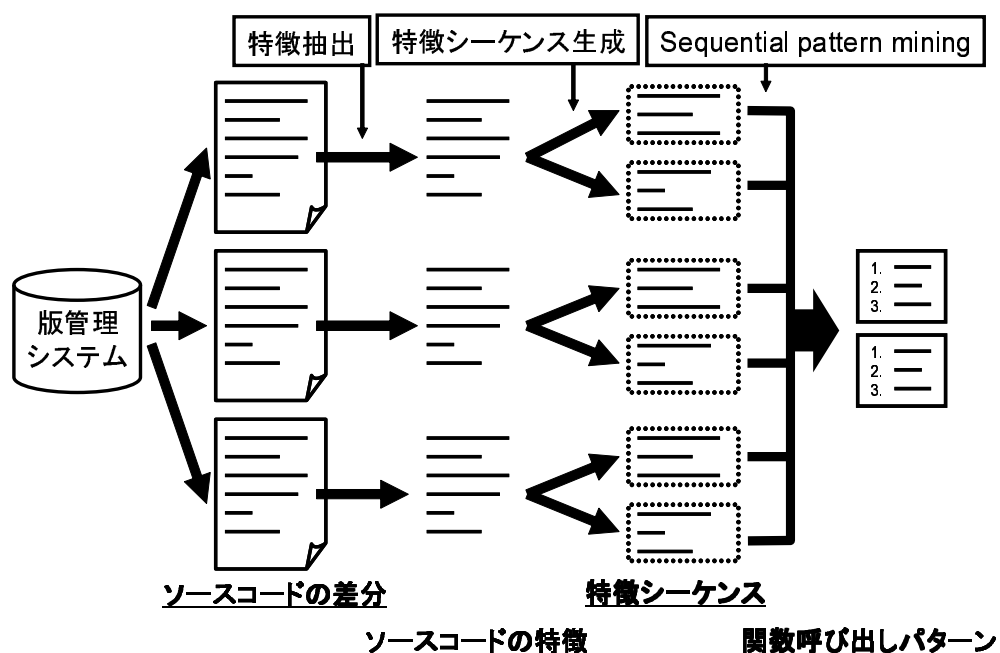 特徴抽出
特徴シーケンス生成
Sequential pattern mining
版管理
システム
1.
2.
3.
1.
2.
3.
ソースコードの差分
特徴シーケンス
ソースコードの特徴
関数呼び出しパターン